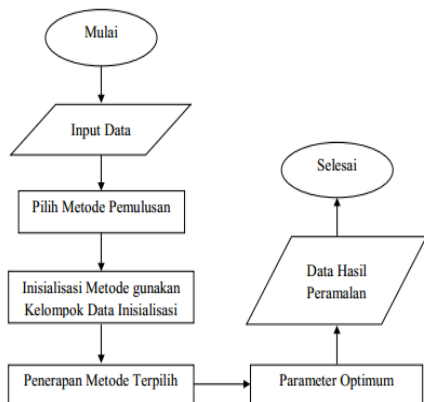 Mulai
Input Data
Pilih Metode Pemulusan
Inisialisasi Metode gunakan
Kelompok Data Inisialisasi
Penerapan Metode Terpilih
Parameter Optimum
Data Hasil
Peramalan
Selesai